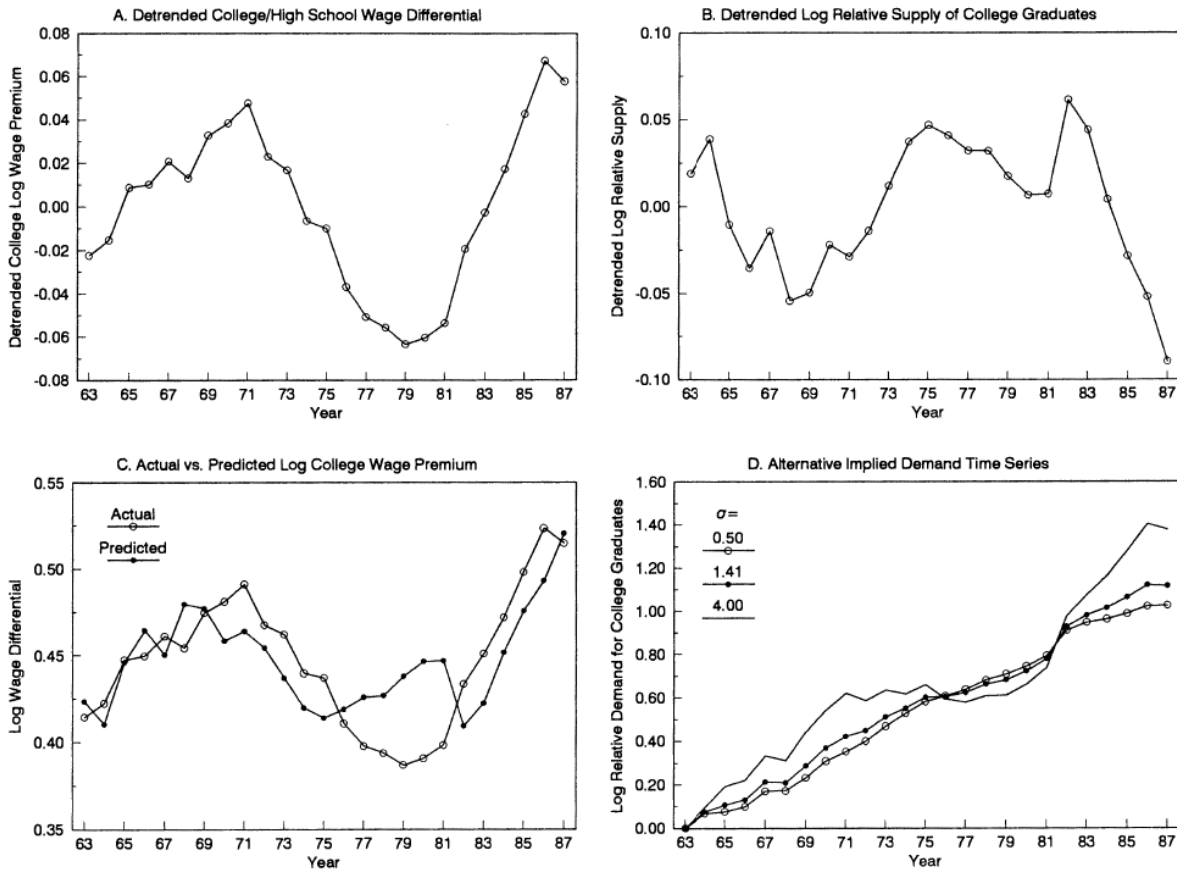 A. Detrended College/High School Wage Differential
Detrended College Log Wage Premium
0.08
0.06
0.04
0.02
0.00
-0.02
-0.04
-0.06
-0.08
63 65 67 69 71 73 75 77 79 81 83 85 87
Year
B. Detrended Log Relative Supply of College Graduates
Detrended Log Relative Supply
0.10
0.05
0.00
-0.05
-0.10
63 65 67 69 71 73 75 77 79 81 83 85 87
Year
C. Actual vs. Predicted Log College Wage Premium
Log Wage Differential
0.55
0.50
0.45
0.40
0.35
Actual
Predicted
63 65 67 69 71 73 75 77 79 81 83 85 87
Year
D. Alternative Implied Demand Time Series
Log Relative Demand for College Graduates
1.60
1.40
1.20
1.00
0.80
0.60
0.40
0.20
0.00
σ=
0.50
1.41
4.00
63 65 67 69 71 73 75 77 79 81 83 85 87
Year